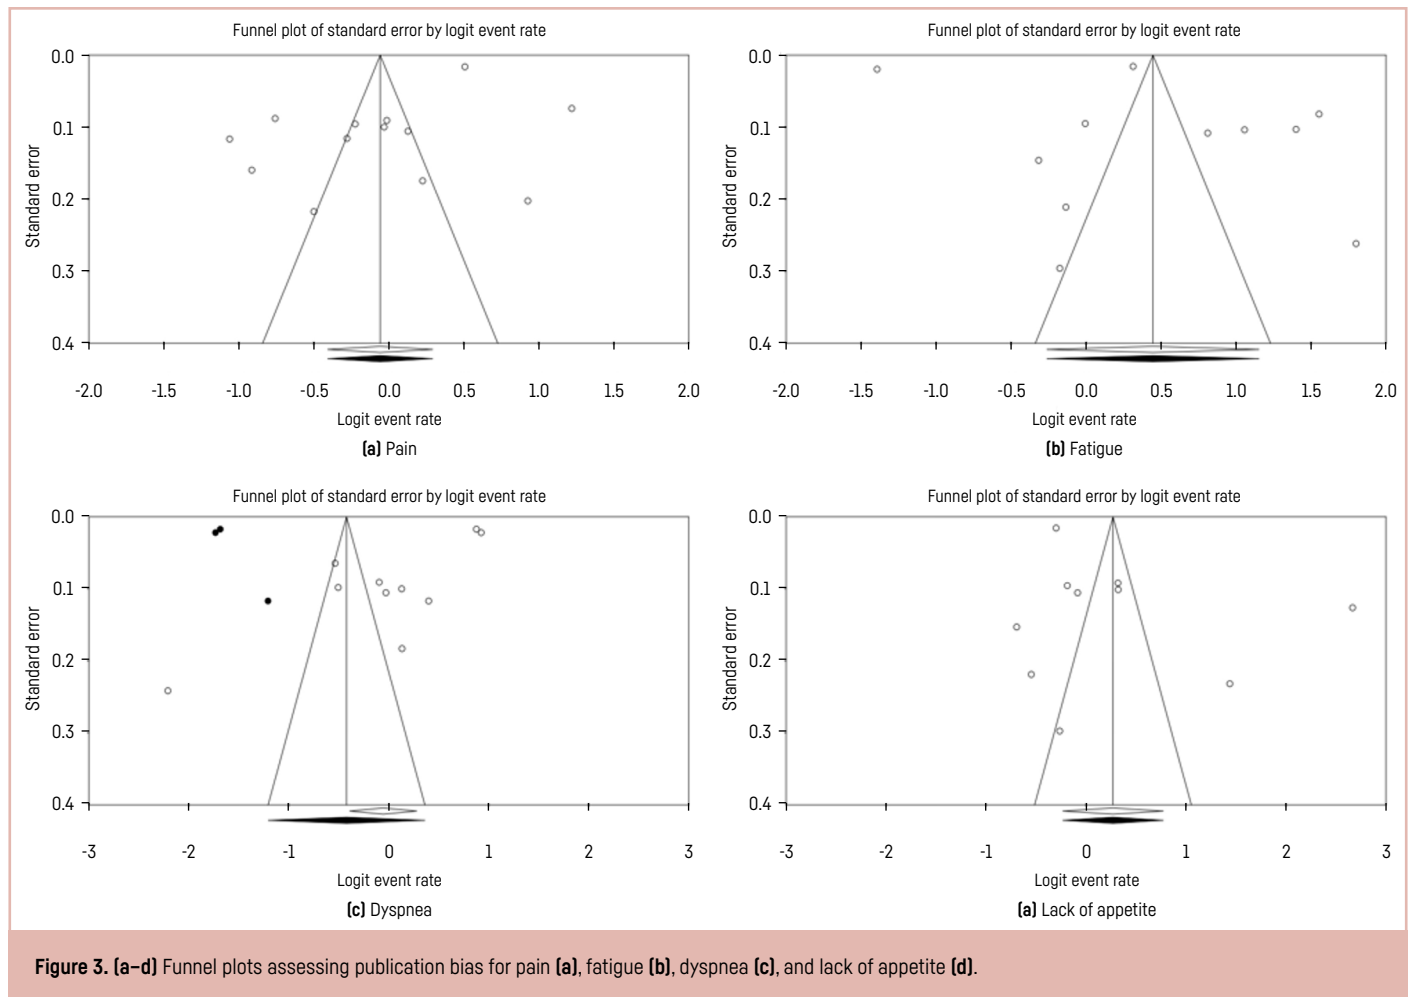 Funnel plot of standard error by logit event rate
Standard error
0.0
0.1
0.2
0.3
0.4
-2.0 -1.5 -1.0 -0.5 0.0 0.5 1.0 1.5 2.0
Logit event rate
(a) Pain
Funnel plot of standard error by logit event rate
Standard error
0.0
0.1
0.2
0.3
0.4
-2.0 -1.5 -1.0 -0.5 0.0 0.5 1.0 1.5 2.0
Logit event rate
(b) Fatigue
Funnel plot of standard error by logit event rate
Standard error
0.0
0.1
0.2
0.3
0.4
-3 -2 -1 0 1 2 3
Logit event rate
(c) Dyspnea
Funnel plot of standard error by logit event rate
Standard error
0.0
0.1
0.2
0.3
0.4
-3 -2 -1 0 1 2 3
Logit event rate
(a) Lack of appetite
Figure 3. (a–d) Funnel plots assessing publication bias for pain (a), fatigue (b), dyspnea (c), and lack of appetite (d).